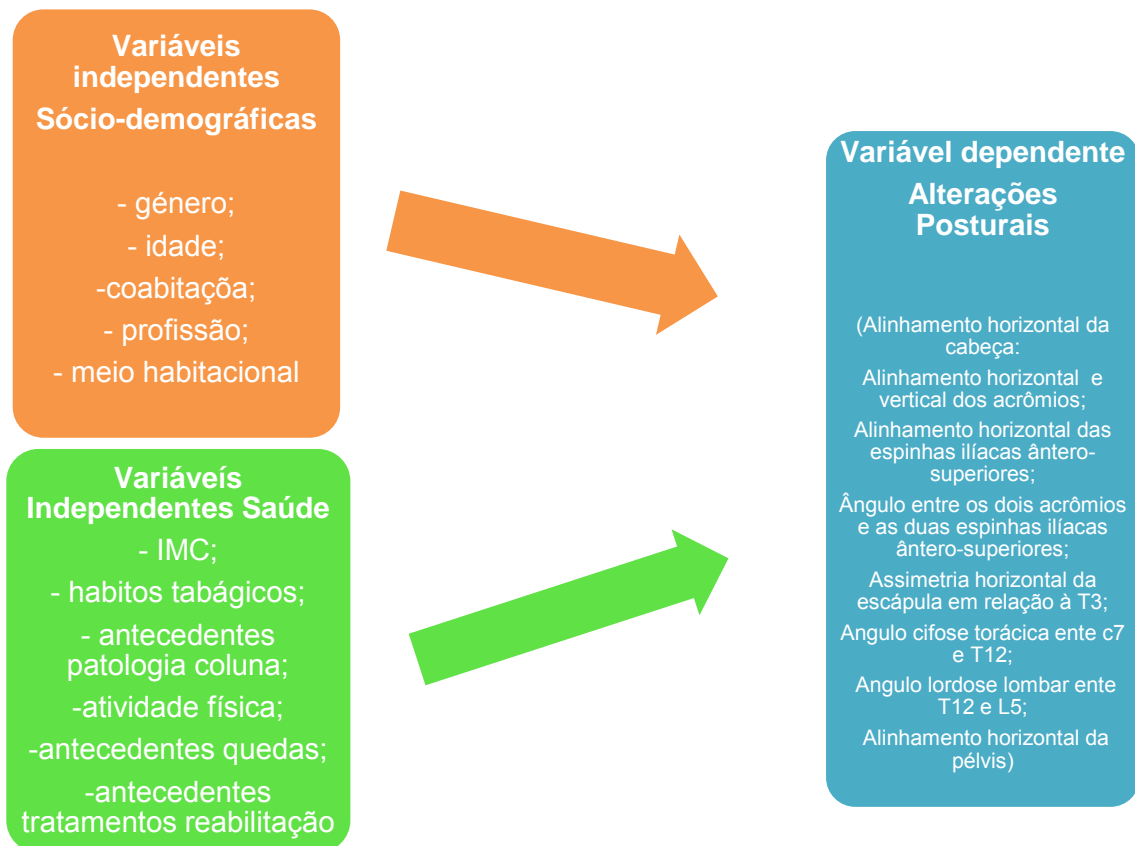 Variáveis
independentes
Sócio-demográficas
- género;
- idade;
-coabitaçõa;
- profissão;
- meio habitacional
Variáveís
Independentes Saúde
- IMC;
- habitos tabágicos;
- antecedentes
patologia coluna;
-atividade física;
-antecedentes quedas;
-antecedentes
tratamentos reabilitação
Variável dependente
Alterações
Posturais
(Alinhamento horizontal da
cabeça:
Alinhamento horizontal e
vertical dos acrômios;
Alinhamento horizontal das
espinhas ilíacas ântero-
superiores;
Ângulo entre os dois acrômios
e as duas espinhas ilíacas
ântero-superiores;
Assimetria horizontal da
escápula em relação à T3;
Angulo cifose torácica ente c7
e T12;
Angulo lordose lombar ente
T12 e L5;
Alinhamento horizontal da
pélvis)